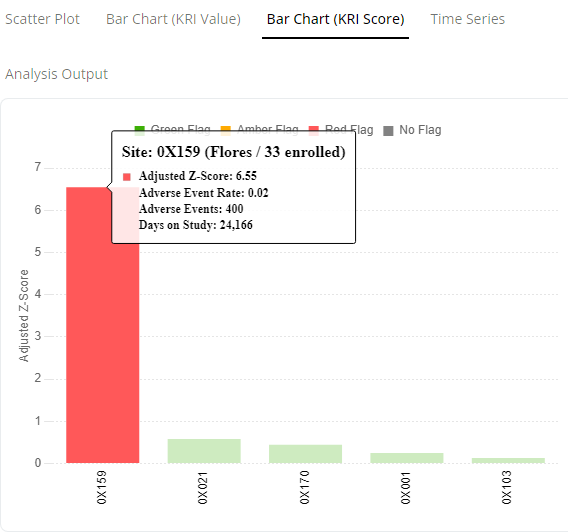 Scatter Plot Bar Chart (KRI Value) Bar Chart (KRI Score) Time Series
Analysis Output
Green Flag Amber Flag Red Flag No Flag
Site: 0X159 (Flores / 33 enrolled)
Adjusted Z-Score: 6.55
Adverse Event Rate: 0.02
Adverse Events: 400
Days on Study: 24,166
Adjusted Z-Score
7
6
5
4
3
2
1
0
0X159 0X021 0X170 0X001 0X103